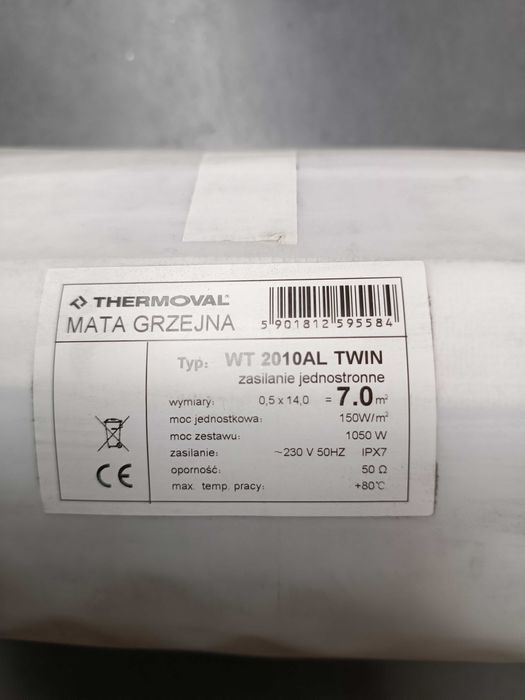 THERMOVAL®
MATA GRZEJNA
5 901812 595584
Typ: WT 2010AL TWIN
zasilanie jednostronne
wymiary: 0,5 x 14,0 = 7.0 m²
moc jednostkowa: 150W/m²
moc zestawu: 1050 W
zasilanie: ~230 V 50HZ IPX7
oporność: 50 Ω
max. temp. pracy: +80℃
CE